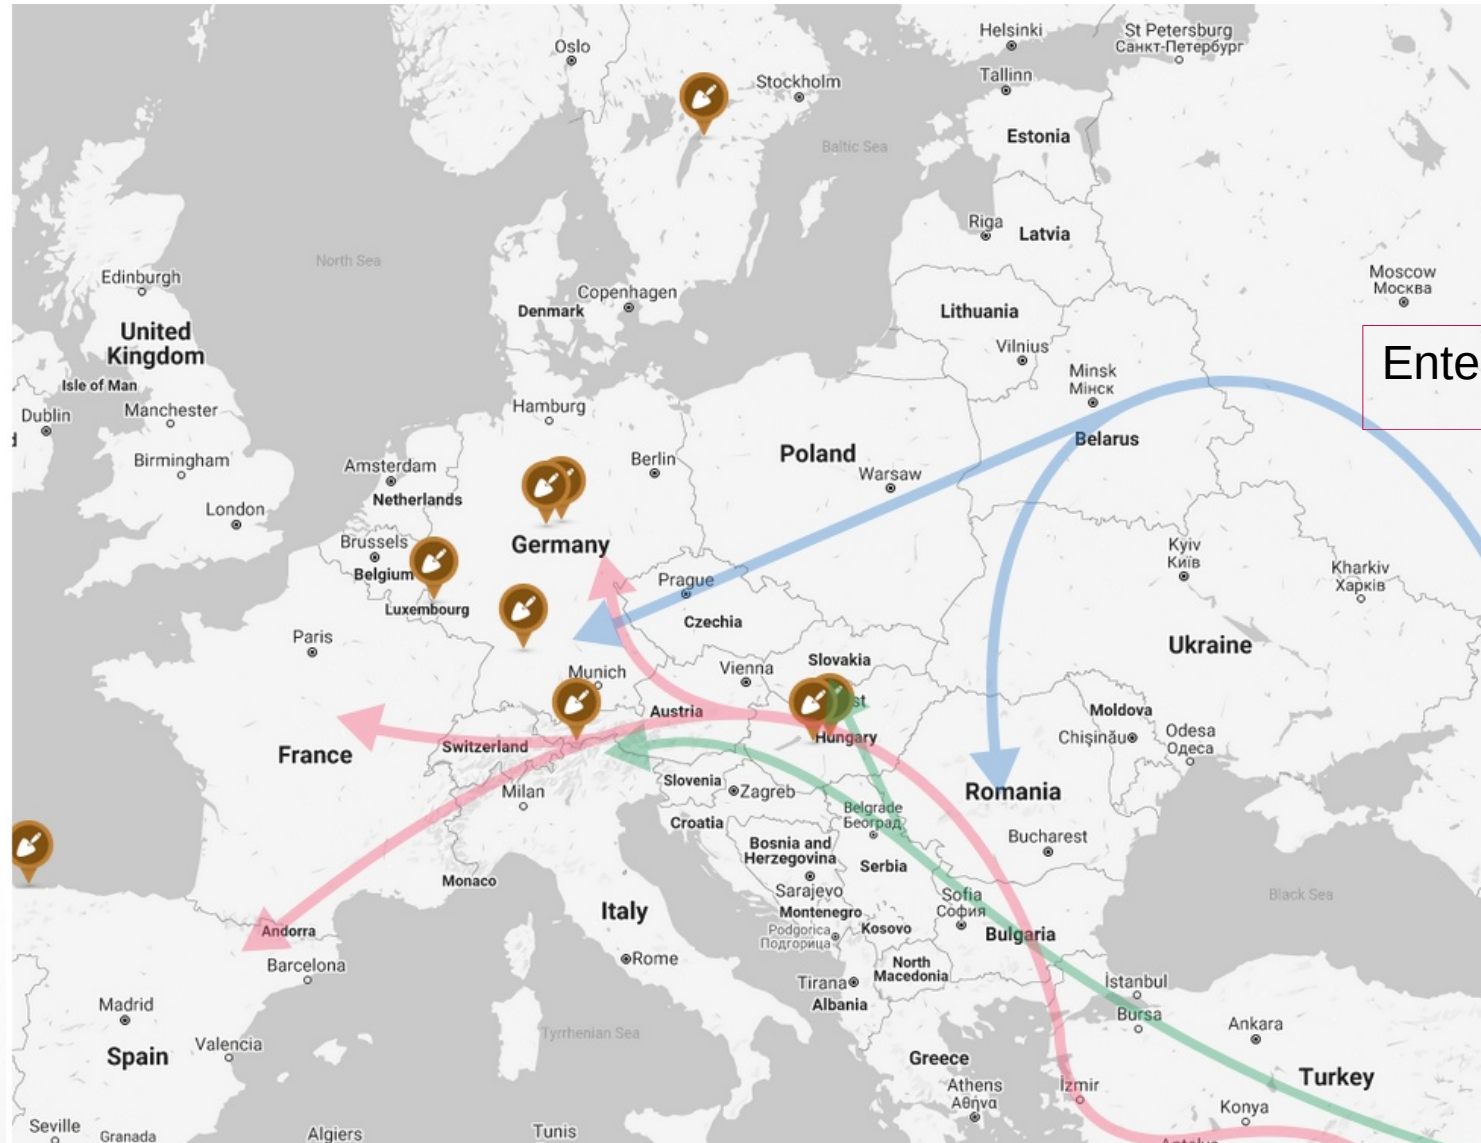 Helsinki
St Petersburg
Санкт-Петербург
Oslo
Tallinn
Stockholm
Estonia
Baltic Sea
Riga
Latvia
North Sea
Edinburgh
Moscow
Москва
Copenhagen
Denmark
Lithuania
United
Kingdom
Vilnius
Ente
Minsk
Мінск
Isle of Man
Dublin
Manchester
Hamburg
d
Belarus
Poland
Birmingham
Amsterdam
Berlin
Warsaw
Netherlands
London
Brussels
Germany
Kyiv
Київ
Belgium
Prague
Kharkiv
Харків
Luxembourg
Czechia
Paris
Ukraine
Slovakia
Munich
Vienna
st
Austria
Moldova
Hungary
Chișinău
Odesa
Одеса
France
Switzerland
Slovenia
Milan
Zagreb
Romania
Belgrade
Београд
Croatia
Bucharest
Bosnia and
Herzegovina
Serbia
Monaco
Sarajevo
Sofia
София
Black Sea
Italy
Montenegro
Andorra
Podgorica
Подгорица
Kosovo
Bulgaria
Barcelona
Rome
North
Macedonia
Tirana
İstanbul
Madrid
Albania
Bursa
Ankara
Tyrrhenian Sea
Valencia
Spain
Greece
Turkey
Athens
Αθήνα
İzmir
Konya
Seville
Granada
Algiers
Tunis